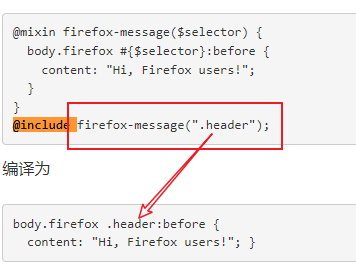 @mixin firefox-message($selector) {
  body.firefox #{$selector}:before {
    content: "Hi, Firefox users!";
  }
}
@include firefox-message(".header");
编译为
body.firefox .header:before {
  content: "Hi, Firefox users!"; }